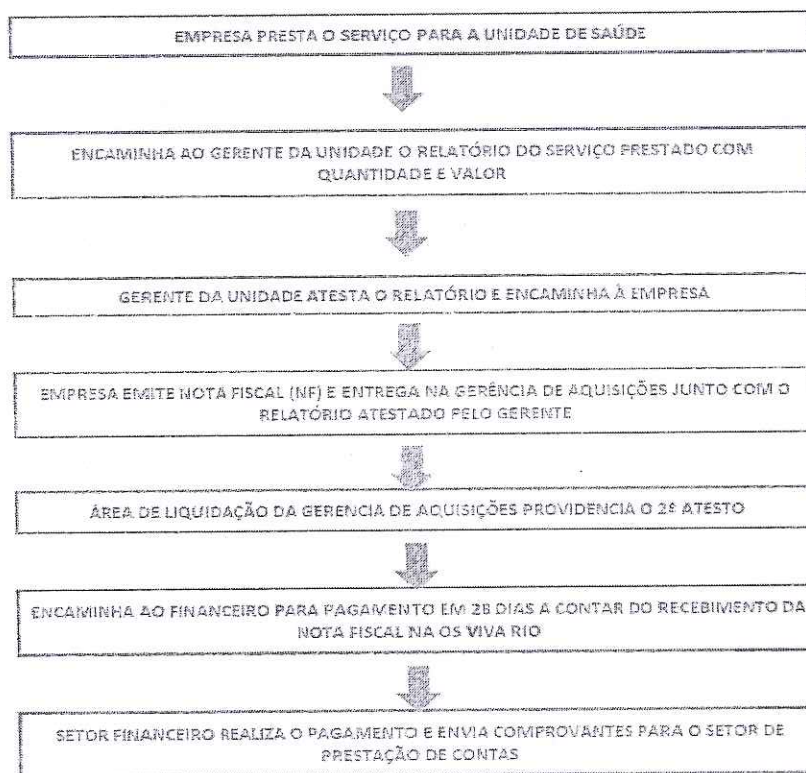 EMPRESA PRESTA O SERVIÇO PARA A UNIDADE DE SAÚDE
ENCAMINHA AO GERENTE DA UNIDADE O RELATÓRIO DO SERVIÇO PRESTADO COM
QUANTIDADE E VALOR
GERENTE DA UNIDADE ATESTA O RELATÓRIO E ENCAMINHA À EMPRESA
EMPRESA EMITE NOTA FISCAL (NF) E ENTREGA NA GERÊNCIA DE AQUISIÇÕES JUNTO COM O
RELATÓRIO ATESTADO PELO GERENTE
ÁREA DE LIQUIDAÇÃO DA GERENCIA DE AQUISIÇÕES PROVIDENCIA O 2º ATESTO
ENCAMINHA AO FINANCEIRO PARA PAGAMENTO EM 28 DIAS A CONTAR DO RECEBIMENTO DA
NOTA FISCAL NA OS VIVA RIO
SETOR FINANCEIRO REALIZA O PAGAMENTO E ENVIA COMPROVANTES PARA O SETOR DE
PRESTAÇÃO DE CONTAS